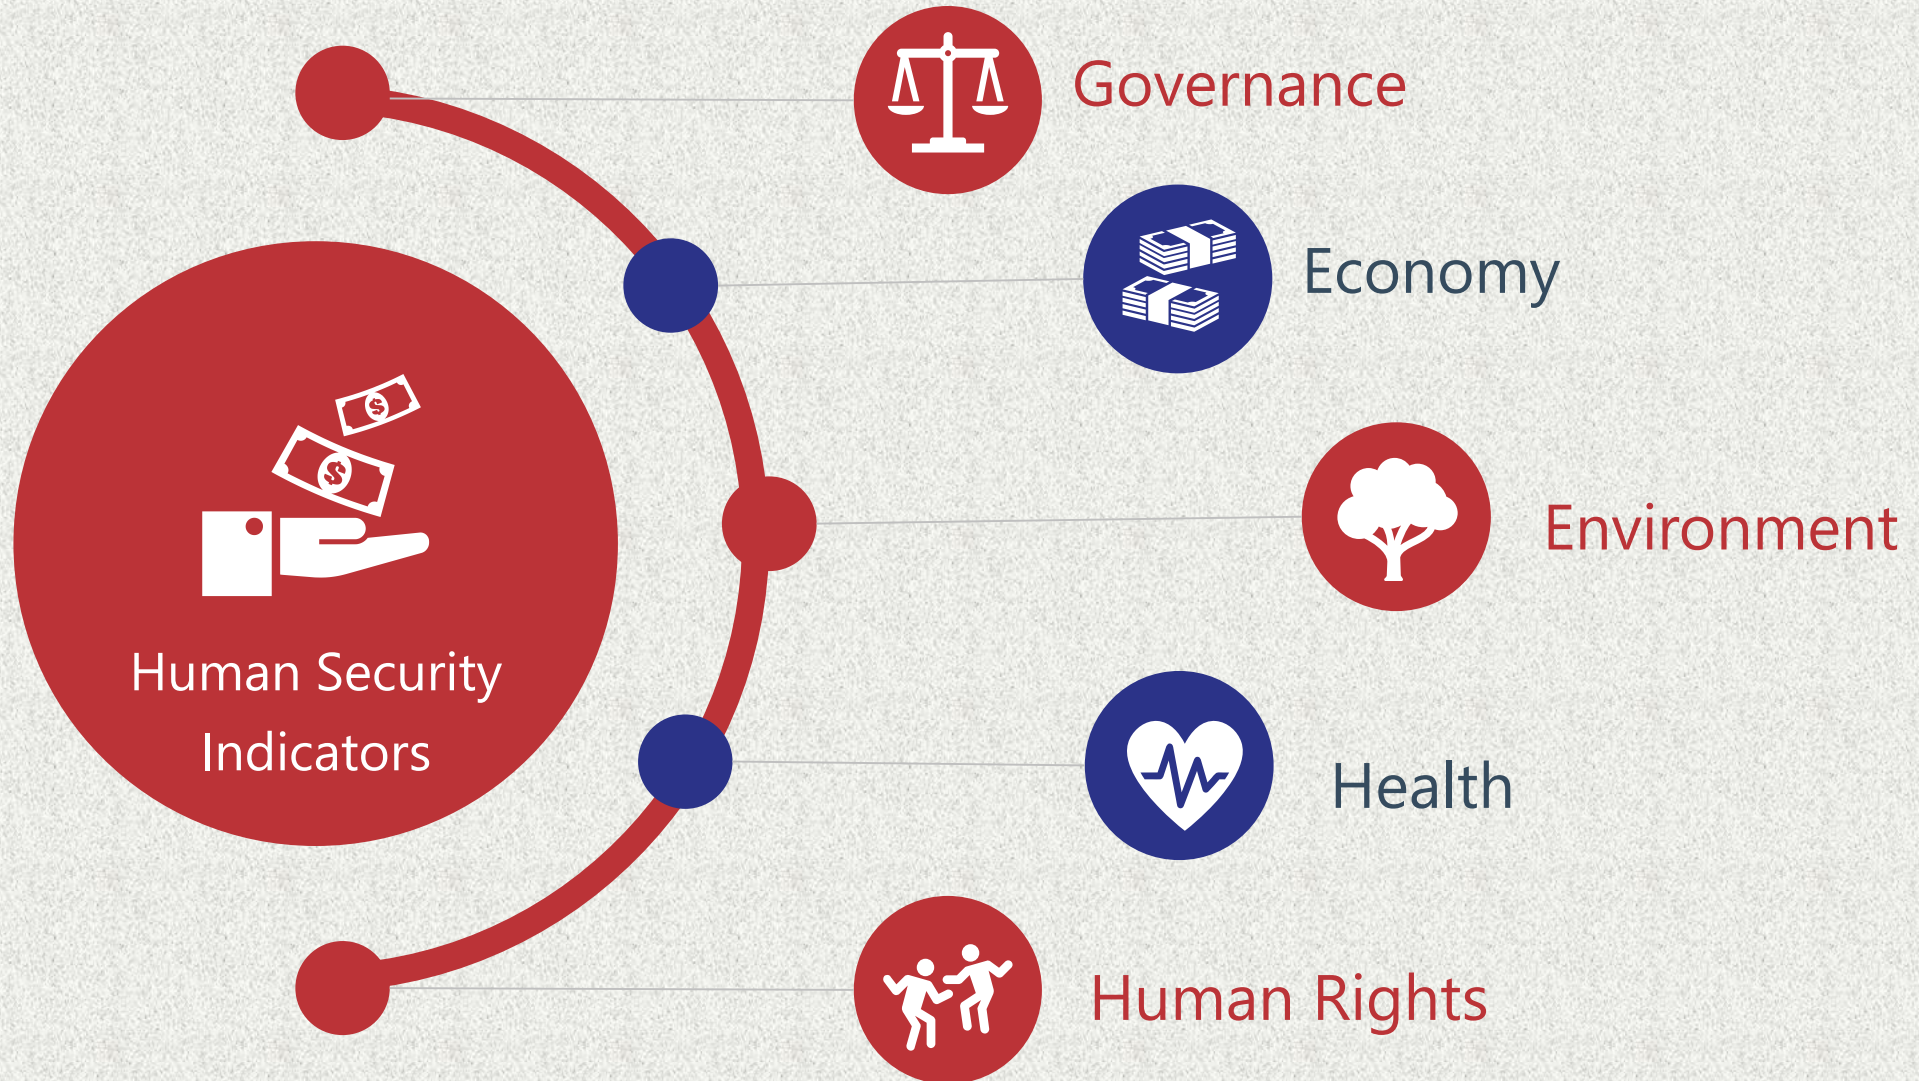 Governance
Economy
Environment
Human Security
Indicators
Health
Human Rights